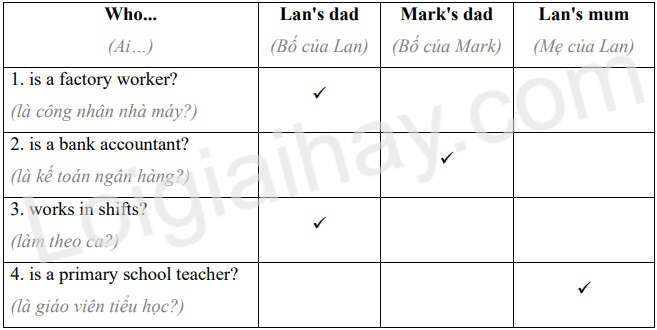 Who... Lan's dad Mark's dad Lan's mum
(Ai…) (Bố của Lan) (Bố của Mark) (Mẹ của Lan)
1. is a factory worker? ✓
(là công nhân nhà máy?)
2. is a bank accountant? ✓
(là kế toán ngân hàng?)
3. works in shifts? ✓
(làm theo ca?)
4. is a primary school teacher? ✓
(là giáo viên tiểu học?)
Loigiaihay.com